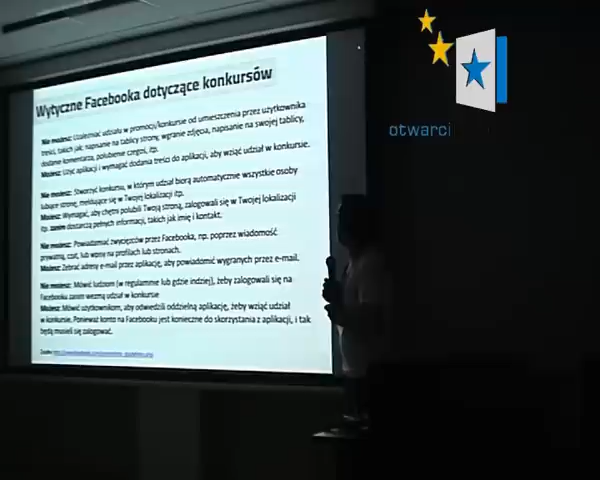 Wytyczne Facebooka dotyczące konkursów
Nie możesz: Uzależniać udziału w promocji/konkursie od umieszczenia przez użytkownika
treści, takich jak: napisanie na tablicy strony, wgranie zdjęcia, napisanie na swojej tablicy,
dodanie komentarza, polubienie czegoś, itp.
Możesz: Użyć aplikacji i wymagać dodania treści do aplikacji, aby wziąć udział w konkursie.
Nie możesz: Stworzyć konkursu, w którym udział biorą automatycznie wszystkie osoby
lubiące stronę, meldujące się w Twojej lokalizacji itp.
Możesz: Wymagać, aby chętni polubili Twoją stronę, zalogowali się w Twojej lokalizacji
itp. zanim dostarczą pełnych informacji, takich jak imię i kontakt.
Nie możesz: Powiadamiać zwycięzców przez Facebooka, np. poprzez wiadomość
prywatną, czat, lub wpis na profilach lub stronach.
Możesz: Zebrać adresy e-mail przez aplikację, aby powiadomić wygranych przez e-mail.
Nie możesz: Mówić ludziom (w regulaminie lub gdzie indziej), żeby zalogowali się na
Facebooku zanim wezmą udział w konkursie
Możesz: Mówić użytkownikom, aby odwiedzili oddzielną aplikację, żeby wziąć udział
w konkursie. Ponieważ konto na Facebooku jest konieczne do skorzystania z aplikacji, i tak
będą musieli się zalogować.
otwarci